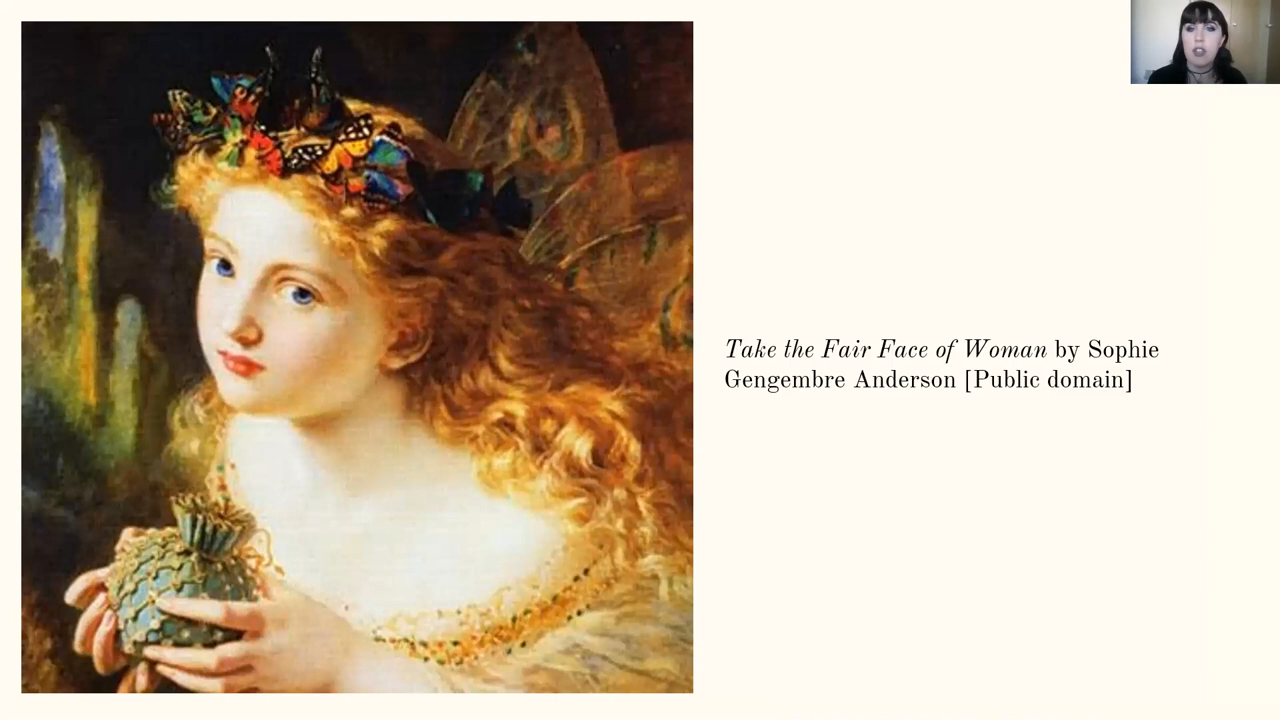 Take the Fair Face of Woman by Sophie
Gengembre Anderson [Public domain]